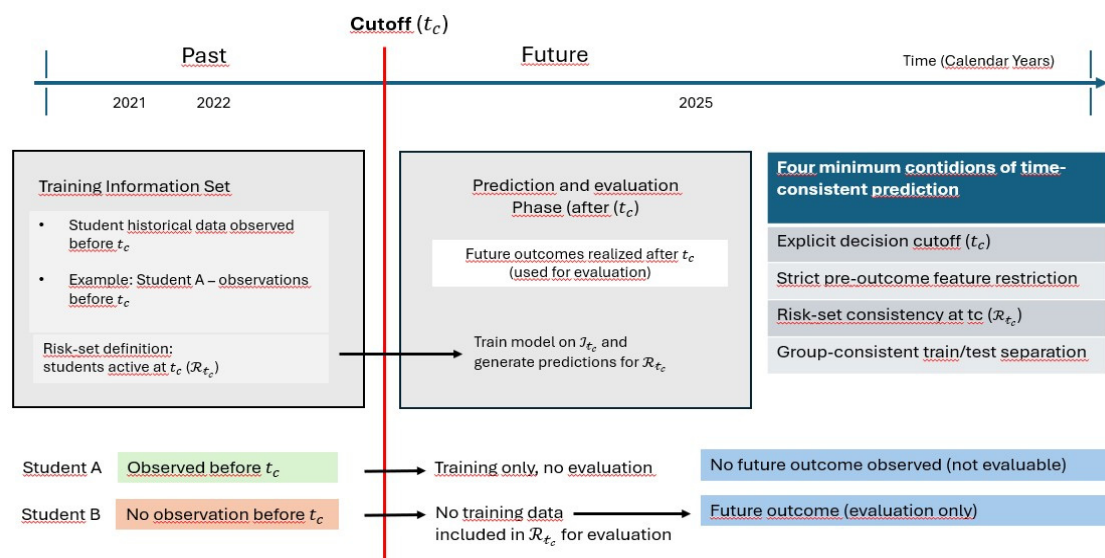 Cutoff (t_c)
Past
Future
Time (Calendar Years)
2021
2022
2025
Training Information Set
• Student historical data observed
before t_c
• Example: Student A – observations
before t_c
Risk-set definition:
students active at t_c (ℛ_{t_c})
Prediction and evaluation
Phase (after (t_c)
Future outcomes realized after t_c
(used for evaluation)
Train model on ℐ_{t_c} and
generate predictions for ℛ_{t_c}
Four minimum contidions of time-
consistent prediction
Explicit decision cutoff (t_c)
Strict pre-outcome feature restriction
Risk-set consistency at tc (ℛ_{t_c})
Group-consistent train/test separation
Student A
Observed before t_c
Training only, no evaluation
No future outcome observed (not evaluable)
Student B
No observation before t_c
No training data
included in ℛ_{t_c} for evaluation
Future outcome (evaluation only)